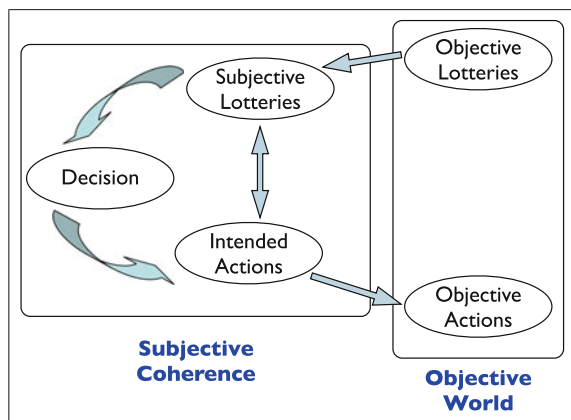 Objective
Lotteries
Subjective
Lotteries
Decision
Intended
Actions
Objective
Actions
Subjective
Coherence
Objective
World